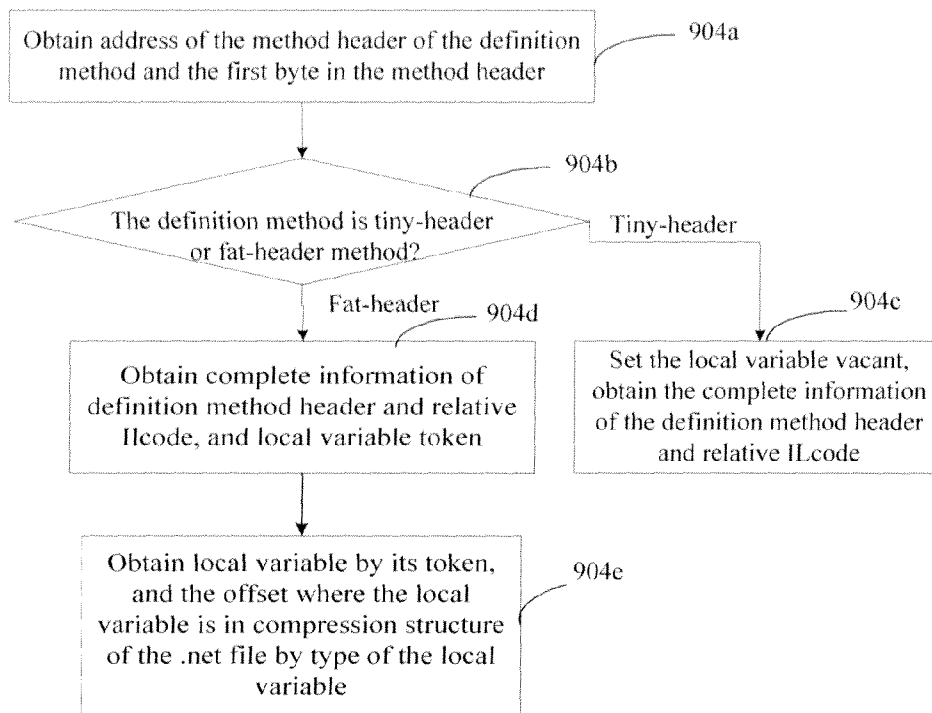 Obtain address of the method header of the definition
method and the first byte in the method header
904a
904b
The definition method is tiny-header
or fat-header method?
Tiny-header
Fat-header
904d
904c
Obtain complete information of
definition method header and relative
Ilcode, and local variable token
Set the local variable vacant,
obtain the complete information
of the definition method header
and relative ILcode
Obtain local variable by its token,
and the offset where the local
variable is in compression structure
of the .net file by type of the local
variable
904e